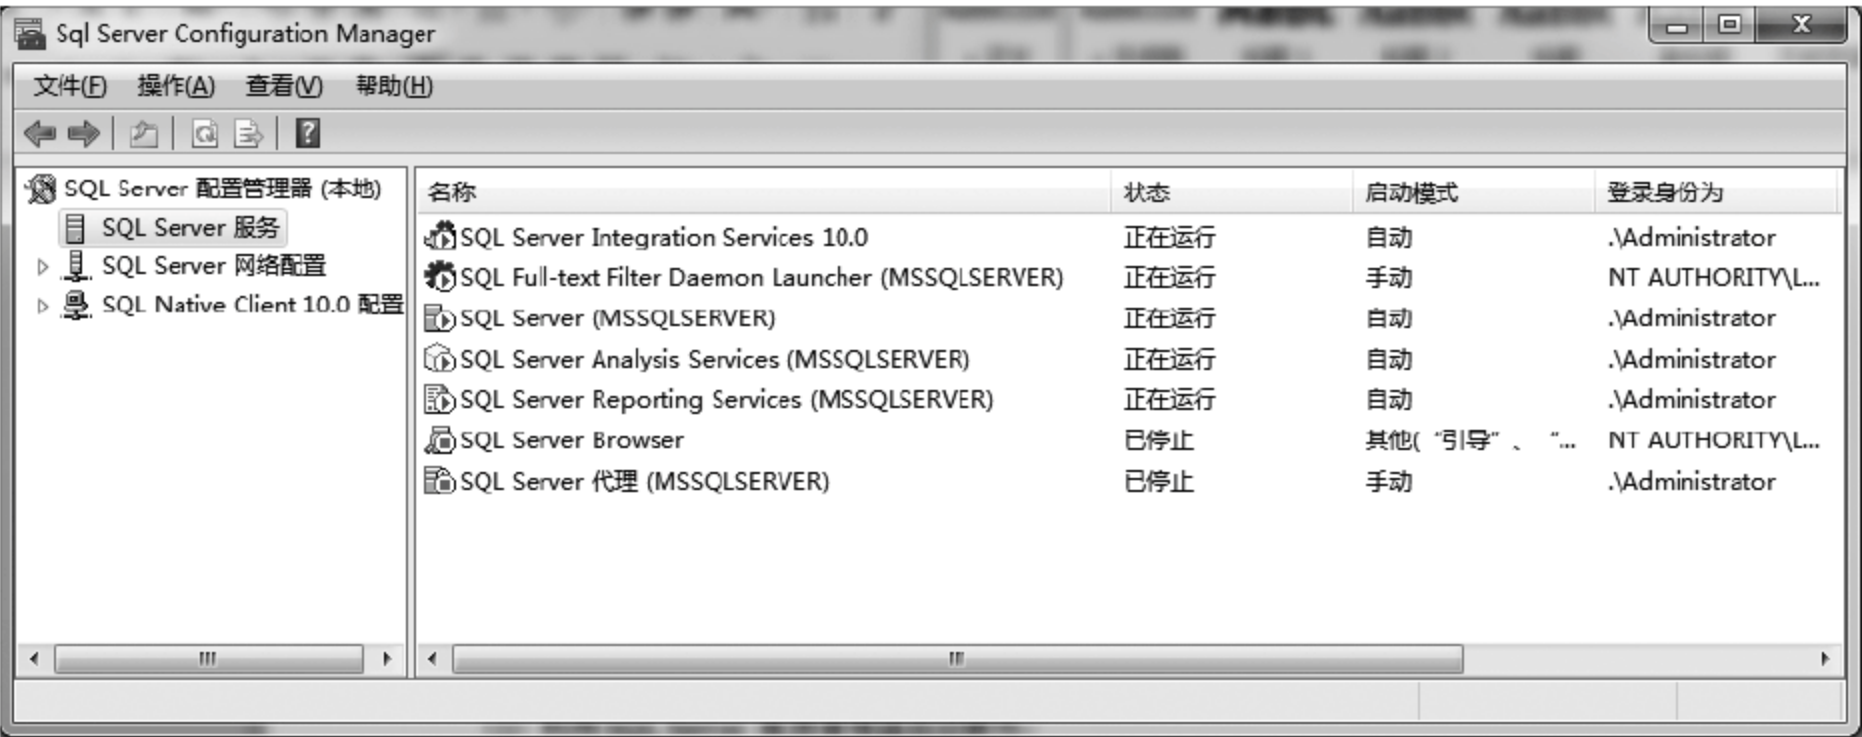 Sql Server Configuration Manager
文件(F) 操作(A) 查看(V) 帮助(H)
SQL Server 配置管理器 (本地)
SQL Server 服务
SQL Server 网络配置
SQL Native Client 10.0 配置
名称 状态 启动模式 登录身份为
SQL Server Integration Services 10.0 正在运行 自动 .\Administrator
SQL Full-text Filter Daemon Launcher (MSSQLSERVER) 正在运行 手动 NT AUTHORITY\L...
SQL Server (MSSQLSERVER) 正在运行 自动 .\Administrator
SQL Server Analysis Services (MSSQLSERVER) 正在运行 自动 .\Administrator
SQL Server Reporting Services (MSSQLSERVER) 正在运行 自动 .\Administrator
SQL Server Browser 已停止 其他(“引导”、“... NT AUTHORITY\L...
SQL Server 代理 (MSSQLSERVER) 已停止 手动 .\Administrator